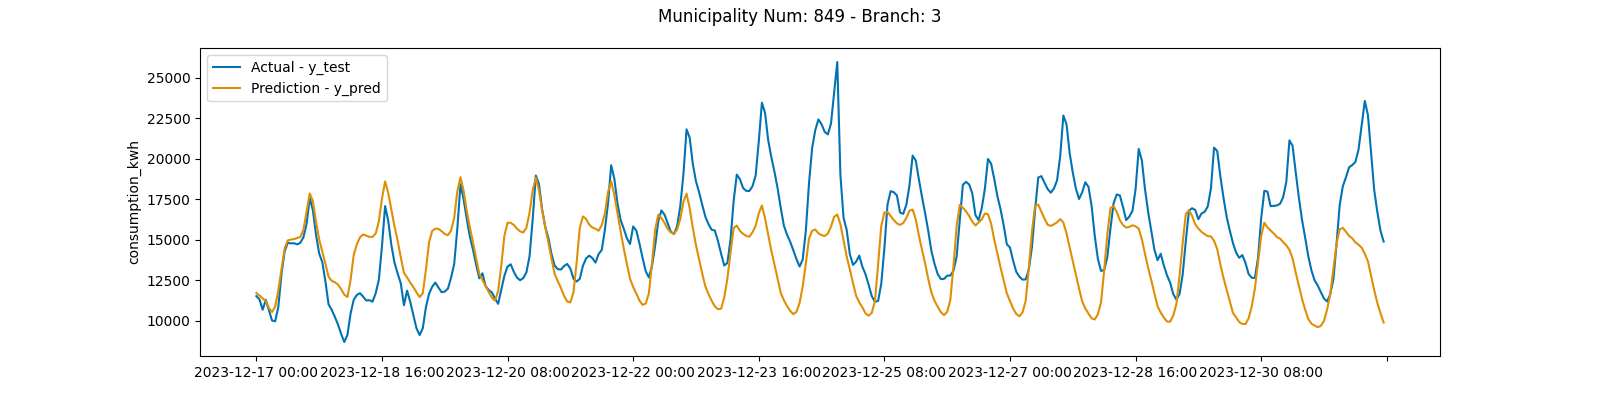 Municipality Num: 849 - Branch: 3
Actual - y_test
Prediction - y_pred
consumption_kwh
25000
22500
20000
17500
15000
12500
10000
2023-12-17 00:00 2023-12-18 16:00 2023-12-20 08:00 2023-12-22 00:00 2023-12-23 16:00 2023-12-25 08:00 2023-12-27 00:00 2023-12-28 16:00 2023-12-30 08:00